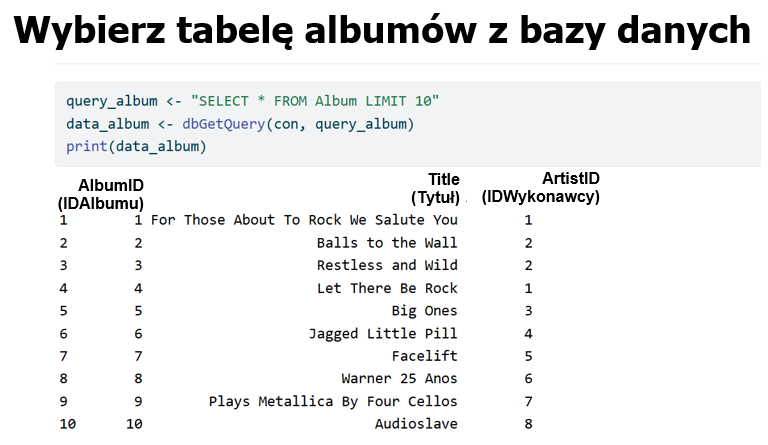 Wybierz tabelę albumów z bazy danych
query_album <- "SELECT * FROM Album LIMIT 10"
data_album <- dbGetQuery(con, query_album)
print(data_album)
AlbumID Title ArtistID
(IDAlbumu) (Tytuł) . (IDWykonawcy)
1 1 For Those About To Rock We Salute You 1
2 2 Balls to the Wall 2
3 3 Restless and Wild 2
4 4 Let There Be Rock 1
5 5 Big Ones 3
6 6 Jagged Little Pill 4
7 7 Facelift 5
8 8 Warner 25 Anos 6
9 9 Plays Metallica By Four Cellos 7
10 10 Audioslave 8